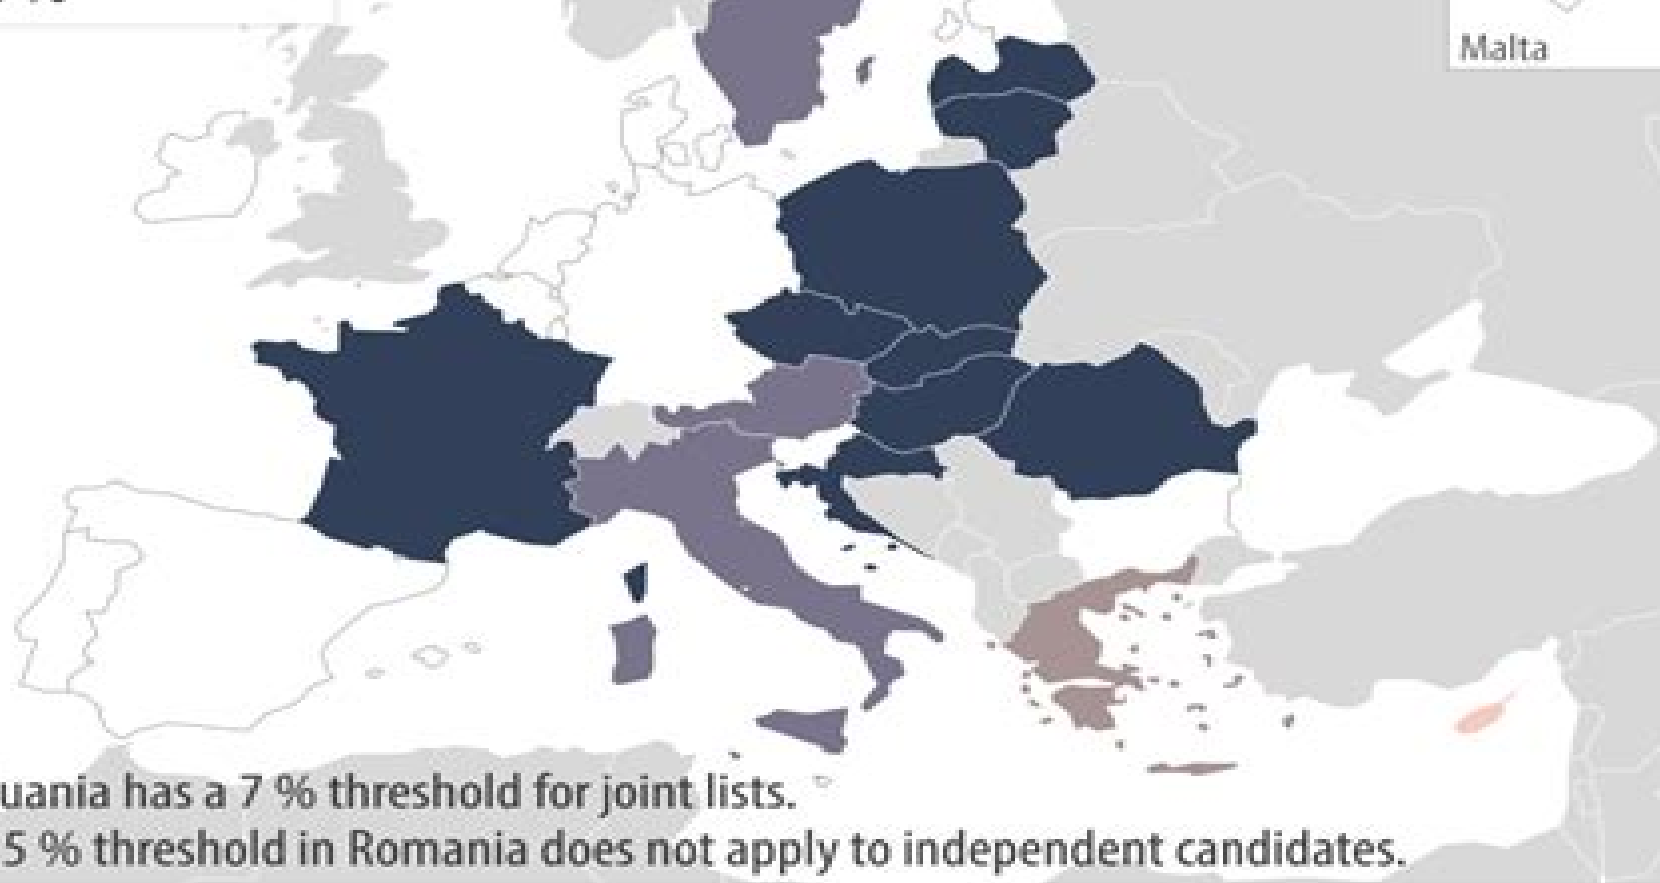 Malta
uania has a 7 % threshold for joint lists.
5 % threshold in Romania does not apply to independent candidates.